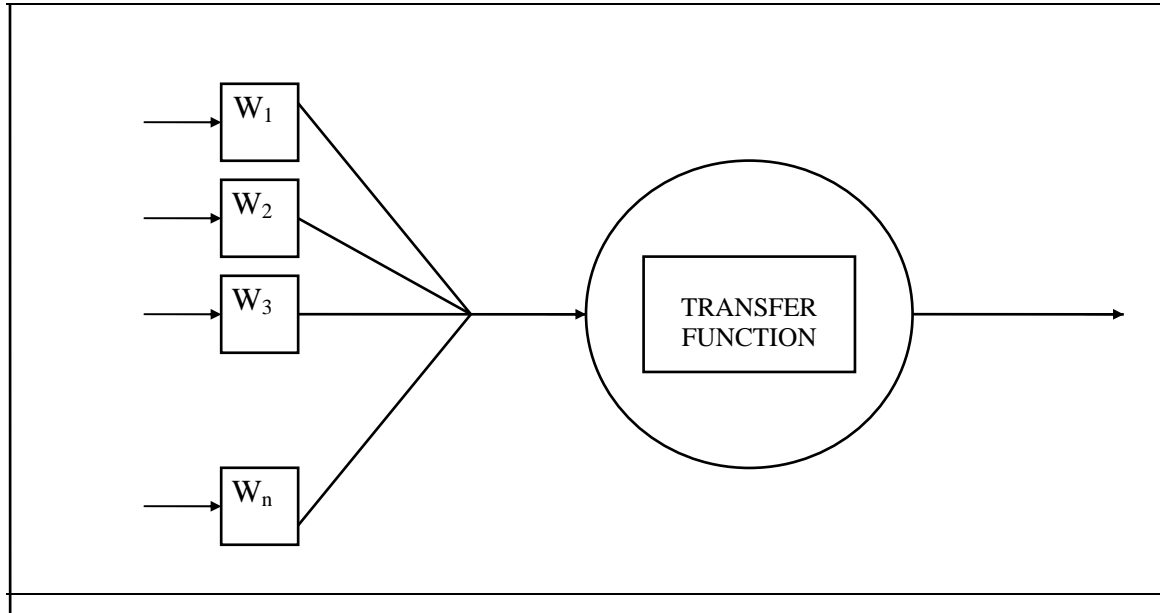 W₁
W₂
W₃
Wₙ
TRANSFER
FUNCTION